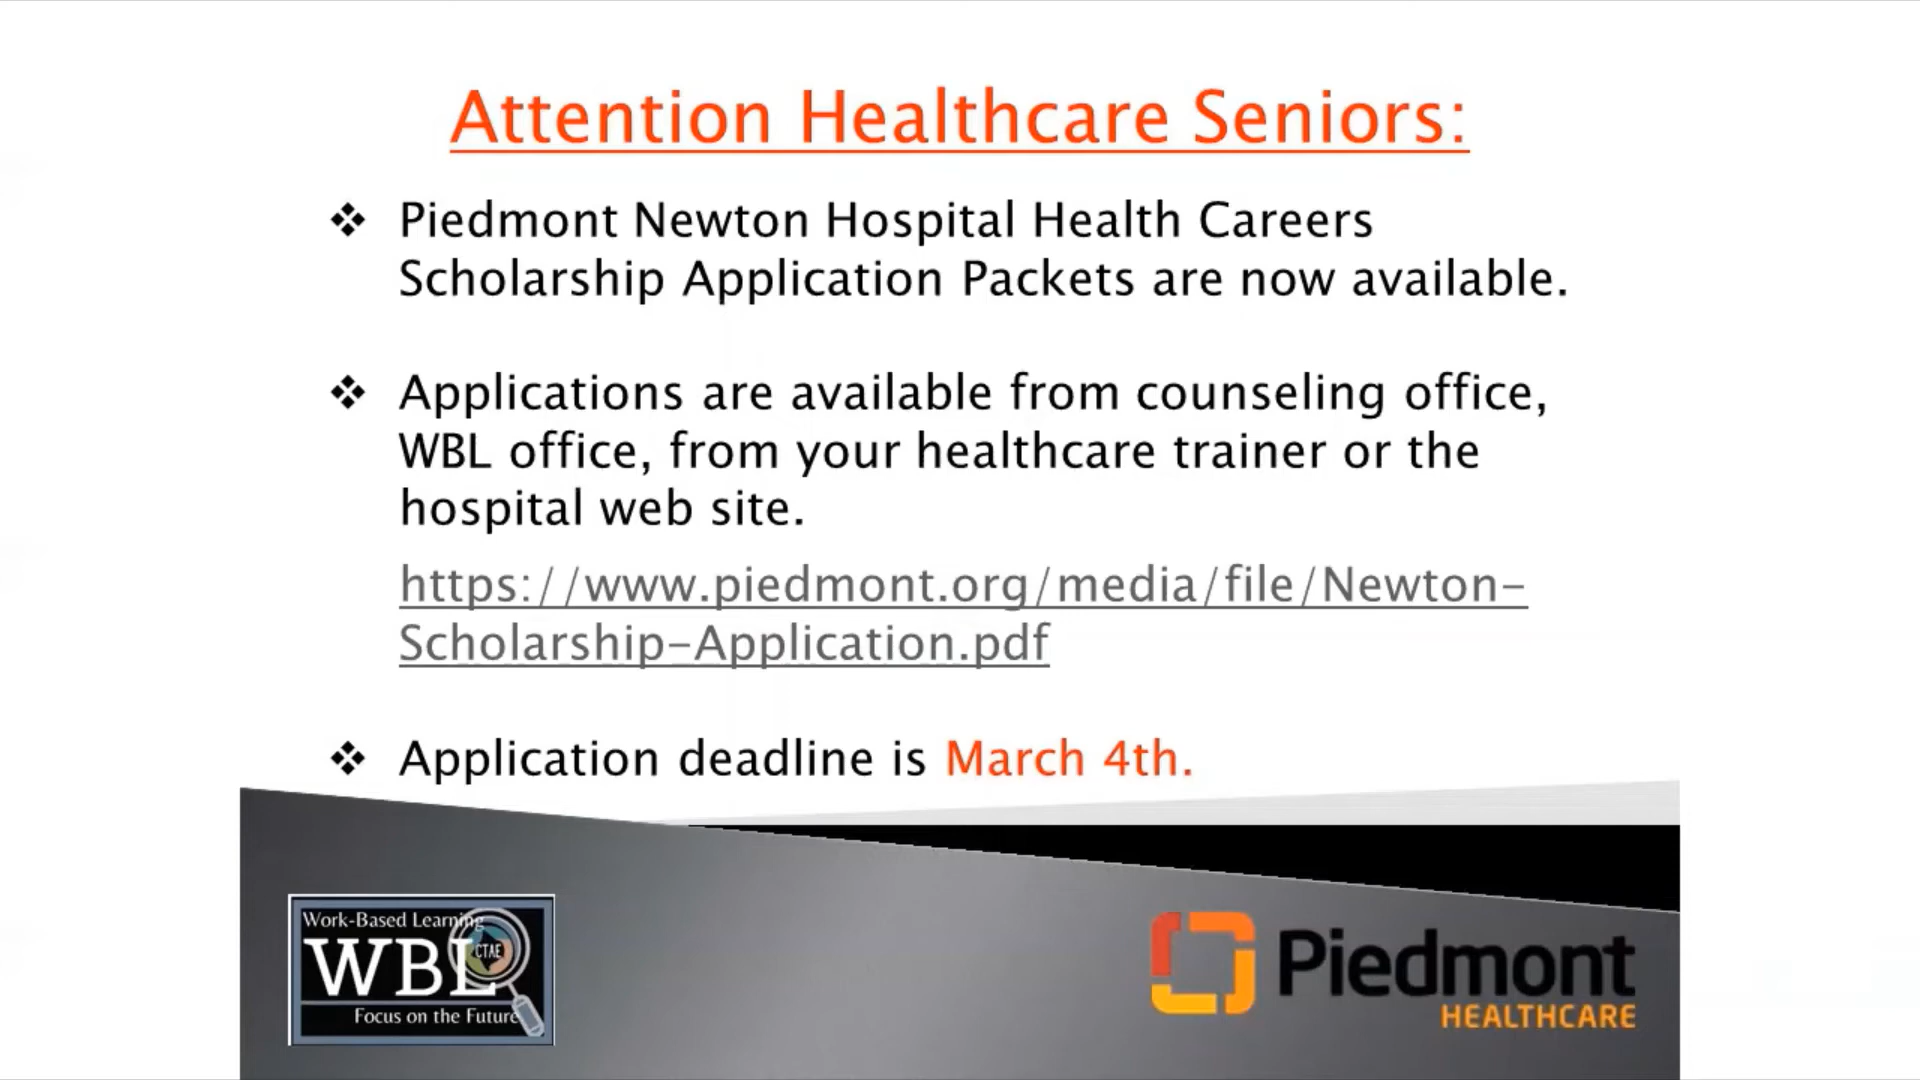 Attention Healthcare Seniors:
❖ Piedmont Newton Hospital Health Careers
Scholarship Application Packets are now available.
❖ Applications are available from counseling office,
WBL office, from your healthcare trainer or the
hospital web site.
https://www.piedmont.org/media/file/Newton-
Scholarship-Application.pdf
❖ Application deadline is March 4th.
Work-Based Learning
WBL
CTAE
Focus on the Future
Piedmont
HEALTHCARE